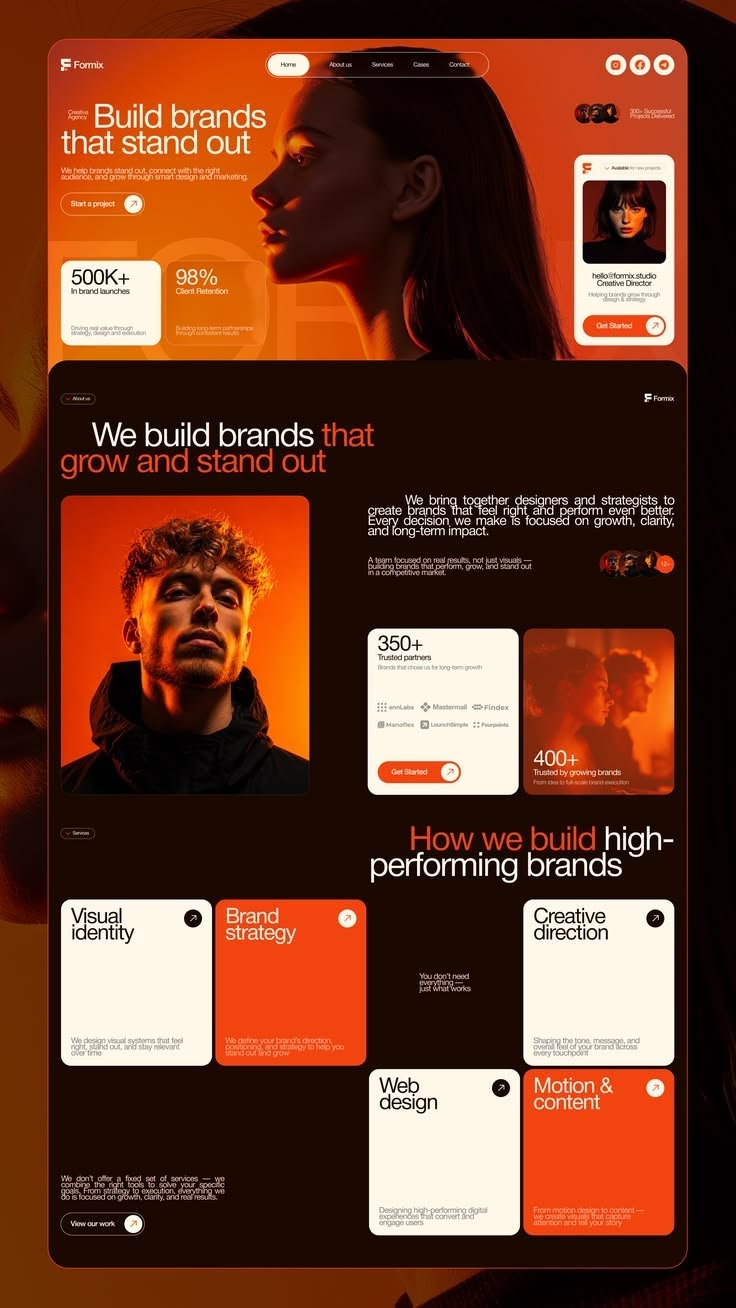 Formix
Home
About us
Services
Cases
Contact
Creative
Agency
Build brands
that stand out
We help brands stand out, connect with the right
audience, and grow through smart design and marketing.
Start a project
300+ Successful
Projects Delivered
Available for new projects
hello@formix.studio
Creative Director
Helping brands grow through
design & strategy
Get Started
500K+
In brand launches
Driving real value through
strategy, design and execution
98%
Client Retention
Building long-term partnerships
through consistent results
About us
Formix
We build brands that
grow and stand out
We bring together designers and strategists to
create brands that feel right and perform even better.
Every decision we make is focused on growth, clarity,
and long-term impact.
A team focused on real results, not just visuals —
building brands that perform, grow, and stand out
in a competitive market.
12+
350+
Trusted partners
Brands that chose us for long-term growth
ennLabs
Mastermail
Findex
Manoflex
LaunchSimple
Fourpoints
Get Started
400+
Trusted by growing brands
From idea to full-scale brand execution
Services
How we build high-
performing brands
Visual
identity
We design visual systems that feel
right, stand out, and stay relevant
over time
Brand
strategy
We define your brand's direction,
positioning, and strategy to help you
stand out and grow
You don't need
everything —
just what works
Creative
direction
Shaping the tone, message, and
overall feel of your brand across
every touchpoint
Web
design
Designing high-performing digital
experiences that convert and
engage users
Motion &
content
From motion design to content —
we create visuals that capture
attention and tell your story
We don't offer a fixed set of services — we
combine the right tools to solve your specific
goals. From strategy to execution, everything we
do is focused on growth, clarity, and real results.
View our work